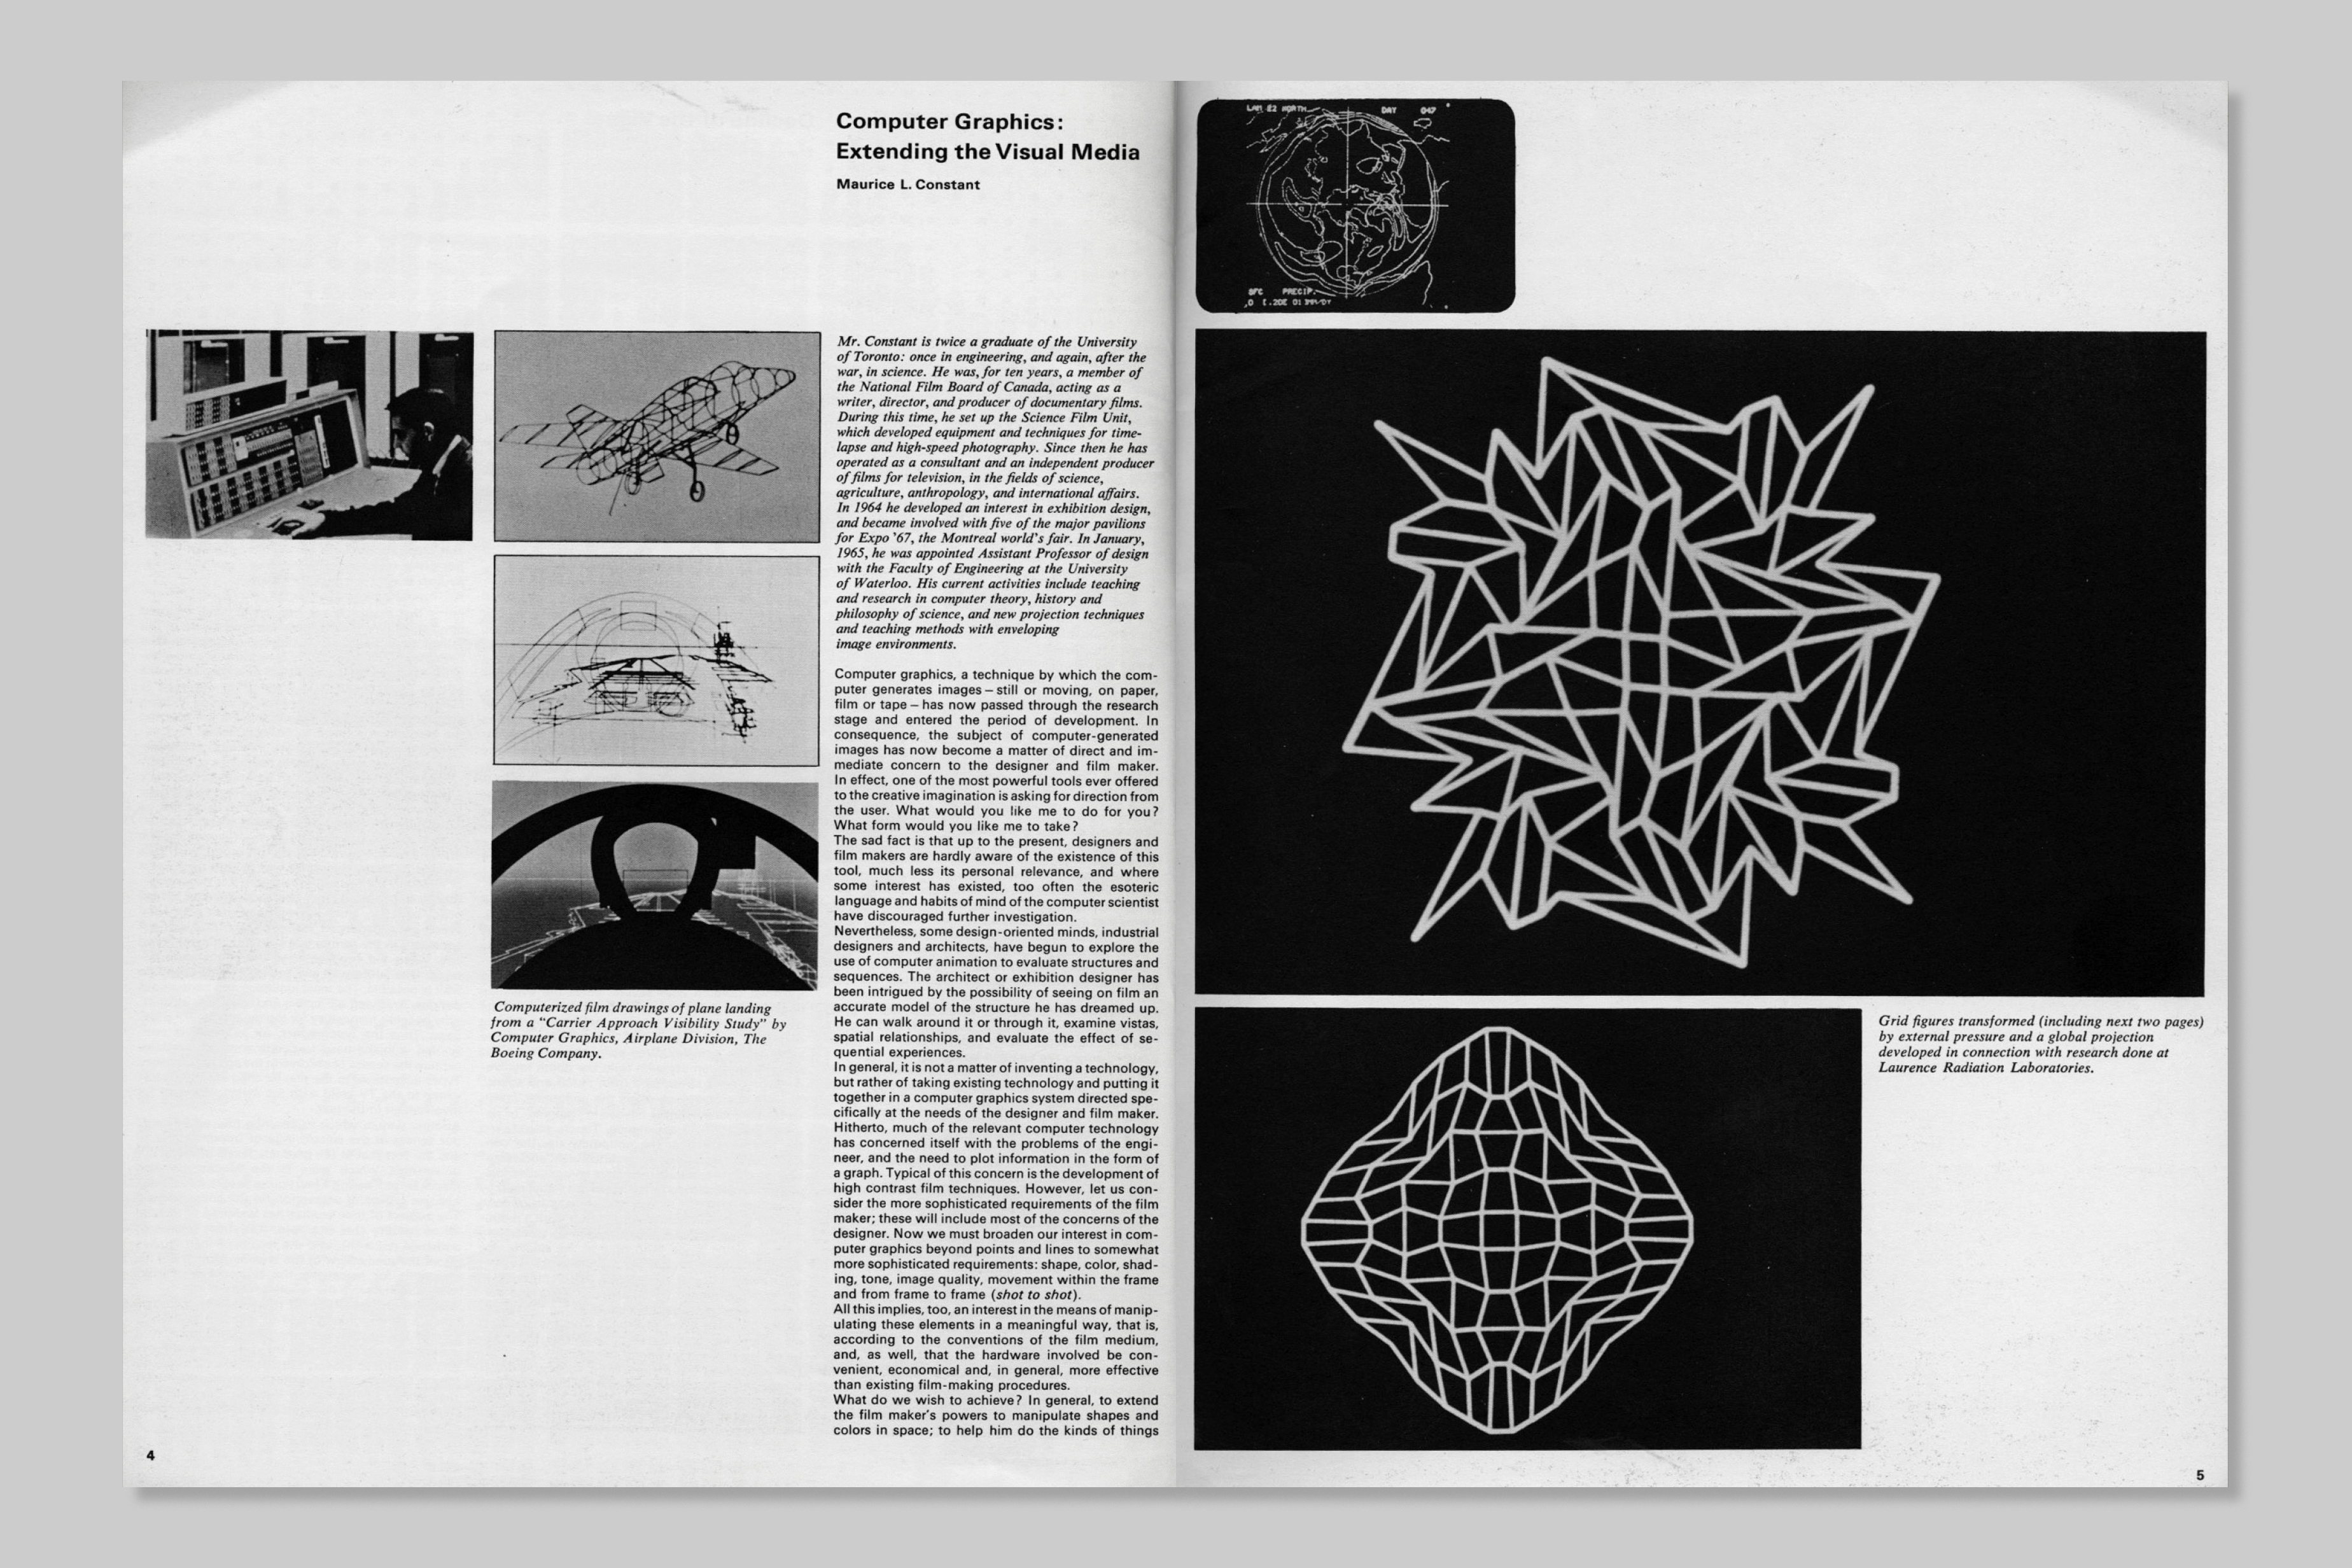 Computer Graphics:
Extending the Visual Media
Maurice L. Constant
Mr. Constant is twice a graduate of the University
of Toronto: once in engineering, and again, after the
war, in science. He was, for ten years, a member of
the National Film Board of Canada, acting as a
writer, director, and producer of documentary films.
During this time, he set up the Science Film Unit,
which developed equipment and techniques for time-
lapse and high-speed photography. Since then he has
operated as a consultant and an independent producer
of films for television, in the fields of science,
agriculture, anthropology, and international affairs.
In 1964 he developed an interest in exhibition design,
and became involved with five of the major pavilions
for Expo '67, the Montreal world's fair. In January,
1965, he was appointed Assistant Professor of design
with the Faculty of Engineering at the University
of Waterloo. His current activities include teaching
and research in computer theory, history and
philosophy of science, and new projection techniques
and teaching methods with enveloping
image environments.
Computer graphics, a technique by which the com-
puter generates images – still or moving, on paper,
film or tape – has now passed through the research
stage and entered the period of development. In
consequence, the subject of computer-generated
images has now become a matter of direct and im-
mediate concern to the designer and film maker.
In effect, one of the most powerful tools ever offered
to the creative imagination is asking for direction from
the user. What would you like me to do for you?
What form would you like me to take?
The sad fact is that up to the present, designers and
film makers are hardly aware of the existence of this
tool, much less its personal relevance, and where
some interest has existed, too often the esoteric
language and habits of mind of the computer scientist
have discouraged further investigation.
Nevertheless, some design-oriented minds, industrial
designers and architects, have begun to explore the
use of computer animation to evaluate structures and
sequences. The architect or exhibition designer has
been intrigued by the possibility of seeing on film an
accurate model of the structure he has dreamed up.
He can walk around it or through it, examine vistas,
spatial relationships, and evaluate the effect of se-
quential experiences.
In general, it is not a matter of inventing a technology,
but rather of taking existing technology and putting it
together in a computer graphics system directed spe-
cifically at the needs of the designer and film maker.
Hitherto, much of the relevant computer technology
has concerned itself with the problems of the engi-
neer, and the need to plot information in the form of
a graph. Typical of this concern is the development of
high contrast film techniques. However, let us con-
sider the more sophisticated requirements of the film
maker; these will include most of the concerns of the
designer. Now we must broaden our interest in com-
puter graphics beyond points and lines to somewhat
more sophisticated requirements: shape, color, shad-
ing, tone, image quality, movement within the frame
and from frame to frame (shot to shot).
All this implies, too, an interest in the means of manip-
ulating these elements in a meaningful way, that is,
according to the conventions of the film medium,
and, as well, that the hardware involved be con-
venient, economical and, in general, more effective
than existing film-making procedures.
What do we wish to achieve? In general, to extend
the film maker's powers to manipulate shapes and
colors in space; to help him do the kinds of things
Computerized film drawings of plane landing
from a "Carrier Approach Visibility Study" by
Computer Graphics, Airplane Division, The
Boeing Company.
4
NORTH
DAY 047
SFC PRECIP.
Grid figures transformed (including next two pages)
by external pressure and a global projection
developed in connection with research done at
Laurence Radiation Laboratories.
5